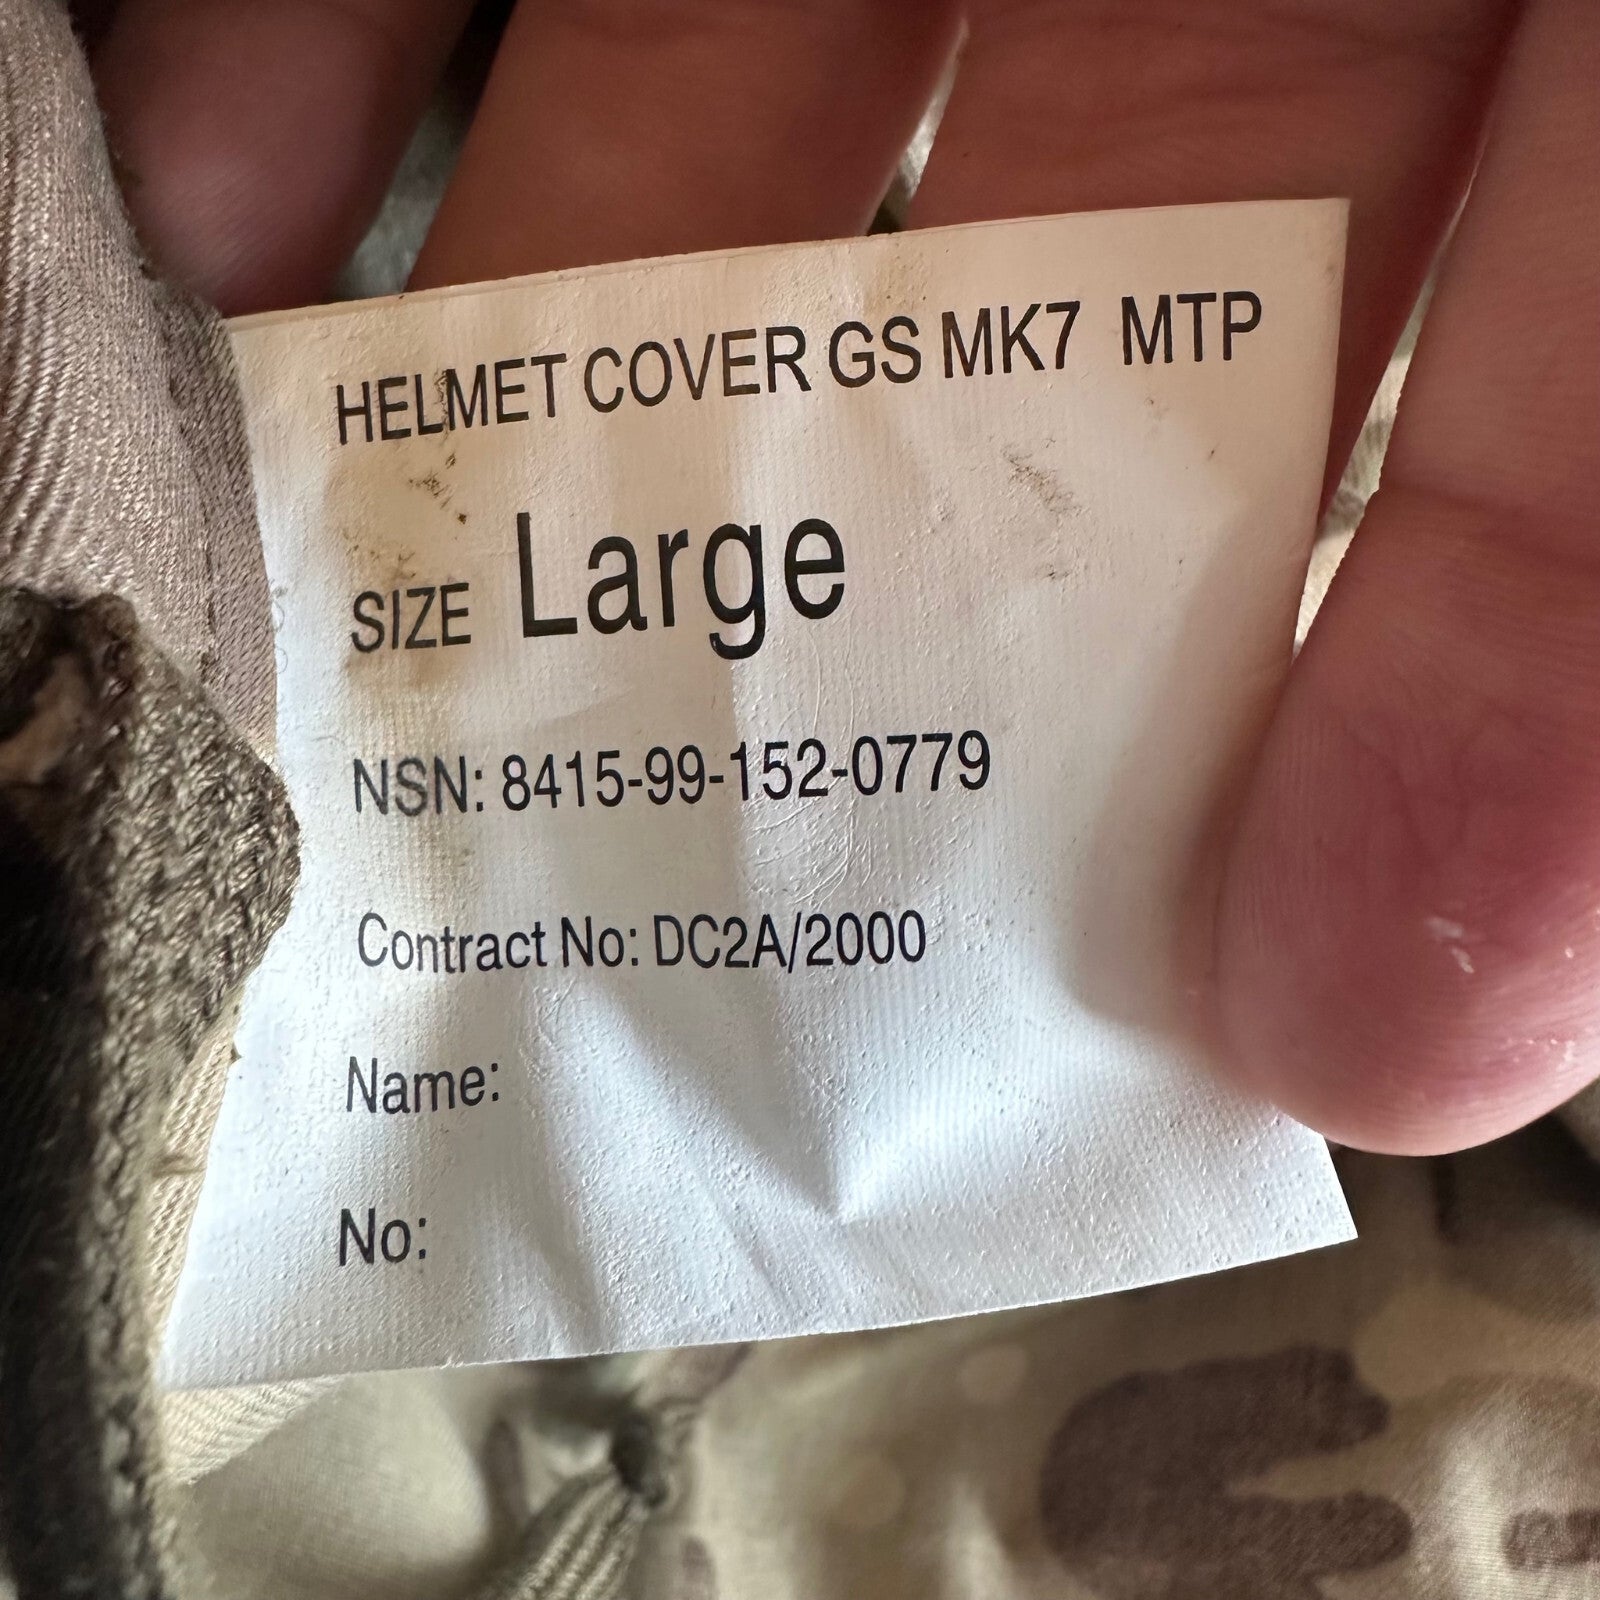 HELMET COVER GS MK7 MTP
SIZE Large
NSN: 8415-99-152-0779
Contract No: DC2A/2000
Name:
No: